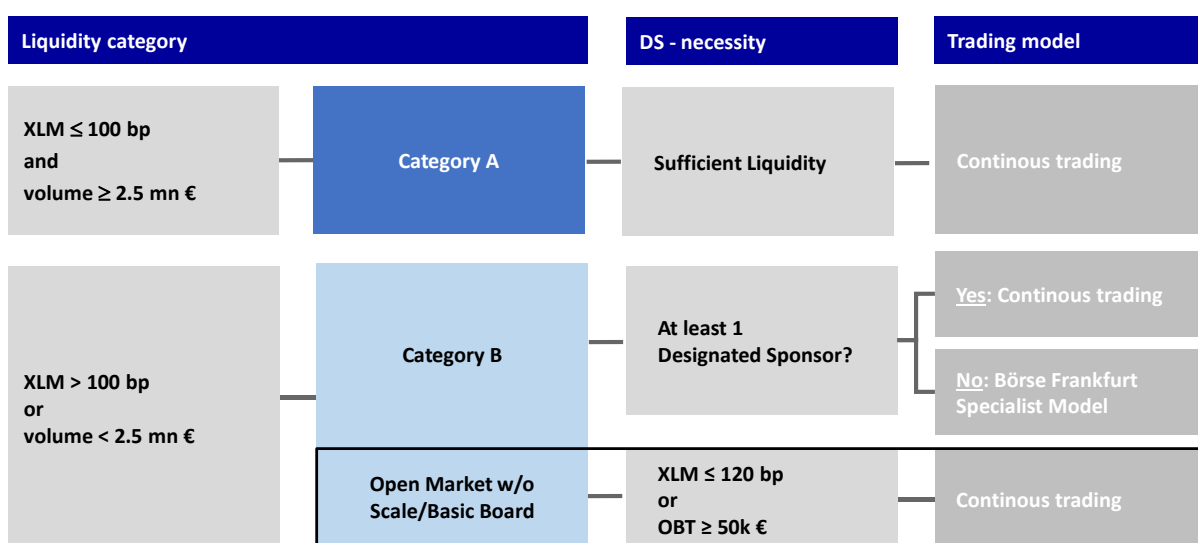 Liquidity category
DS - necessity
Trading model
XLM ≤ 100 bp
and
volume ≥ 2.5 mn €
Category A
Sufficient Liquidity
Continous trading
XLM > 100 bp
or
volume < 2.5 mn €
Category B
At least 1
Designated Sponsor?
Yes: Continous trading
No: Börse Frankfurt
Specialist Model
Open Market w/o
Scale/Basic Board
XLM ≤ 120 bp
or
OBT ≥ 50k €
Continous trading